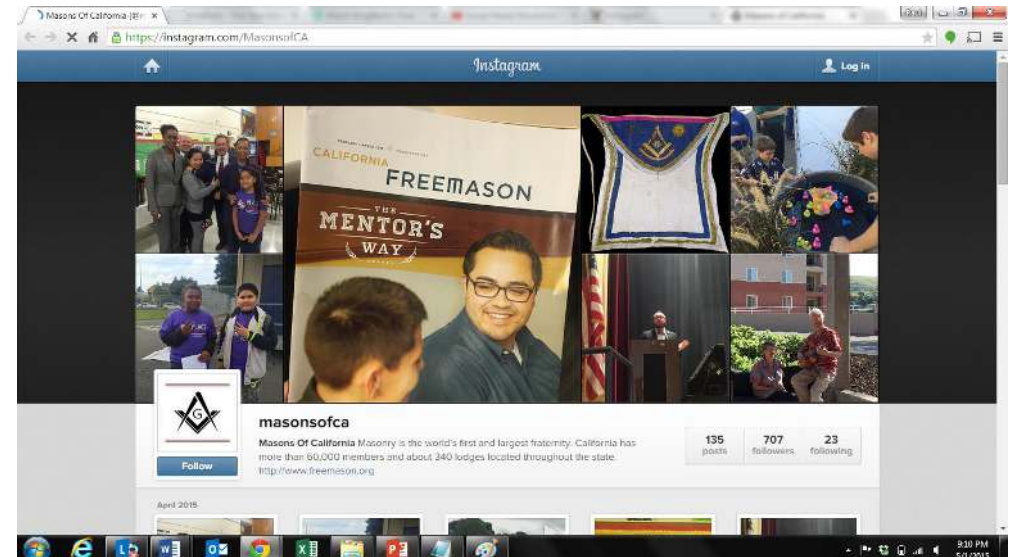 Masons Of California (@
https://instagram.com/MasonsofCA
Instagram
Log in
CALIFORNIA
FREEMASON
THE
MENTOR'S
WAY
G
masonsofca
Masons Of California Masonry is the world's first and largest fraternity. California has
more than 60,000 members and about 340 lodges located throughout the state.
http://www.freemason.org
Follow
135 posts
707 followers
23 following
April 2015
9:10 PM
5/1/2015